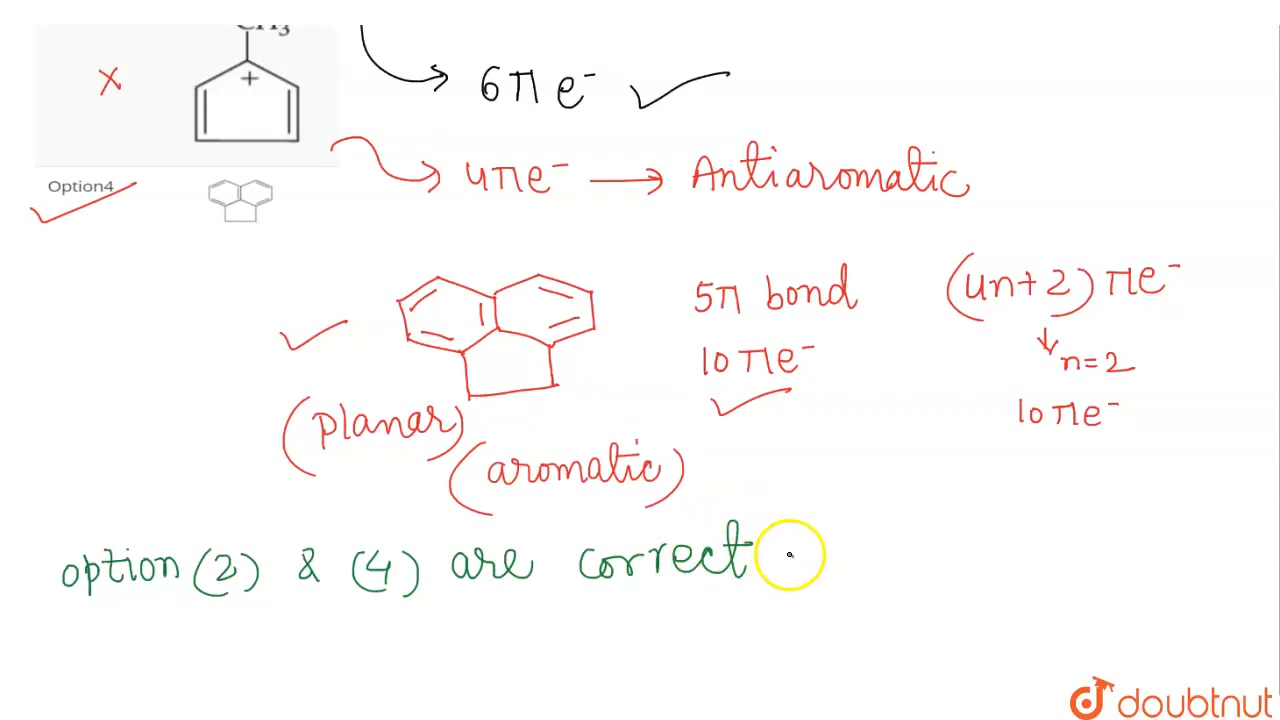 CH3
+
x
6π e⁻
4πe⁻ → Antiaromatic
Option4
5π bond
(4n+2)πe⁻
10πe⁻
n=2
10πe⁻
(planar)
(aromatic)
option (2) & (4) are correct
doubtnut